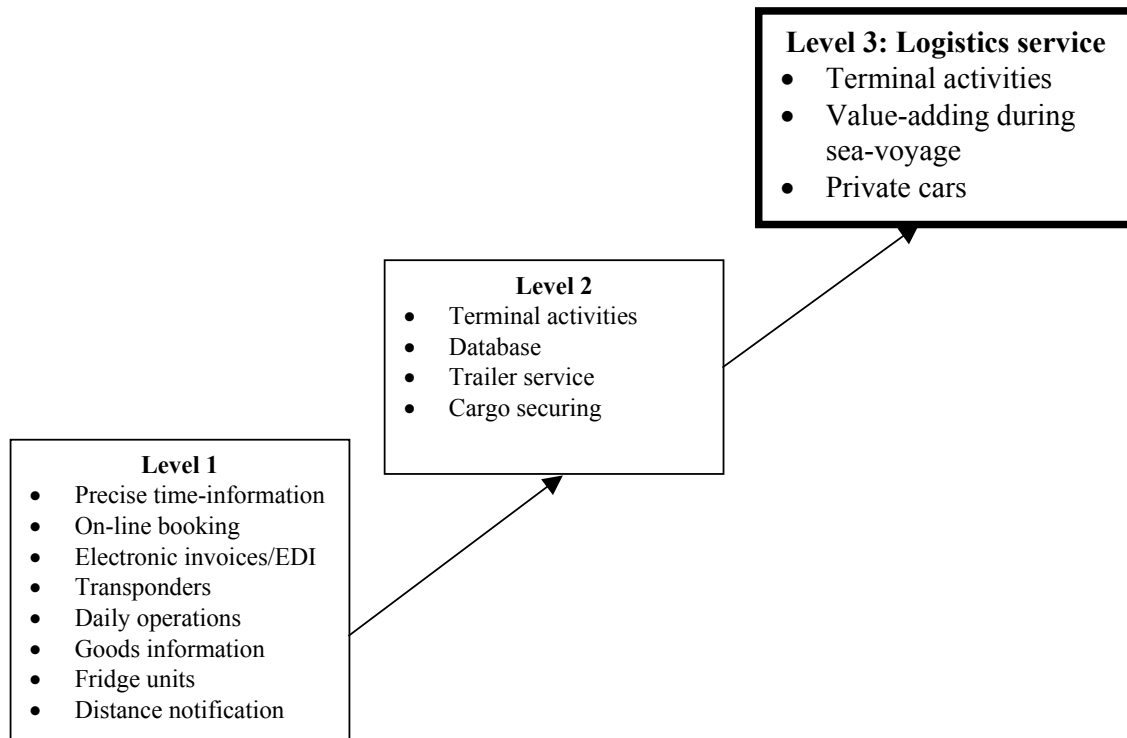 Level 3: Logistics service
• Terminal activities
• Value-adding during
sea-voyage
• Private cars
Level 2
• Terminal activities
• Database
• Trailer service
• Cargo securing
Level 1
• Precise time-information
• On-line booking
• Electronic invoices/EDI
• Transponders
• Daily operations
• Goods information
• Fridge units
• Distance notification